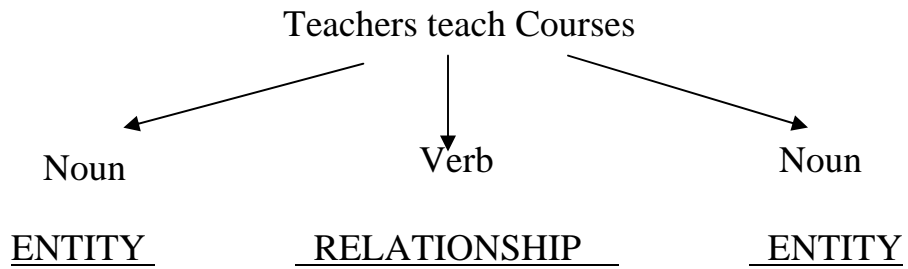 Teachers teach Courses
Noun Verb Noun
ENTITY RELATIONSHIP ENTITY